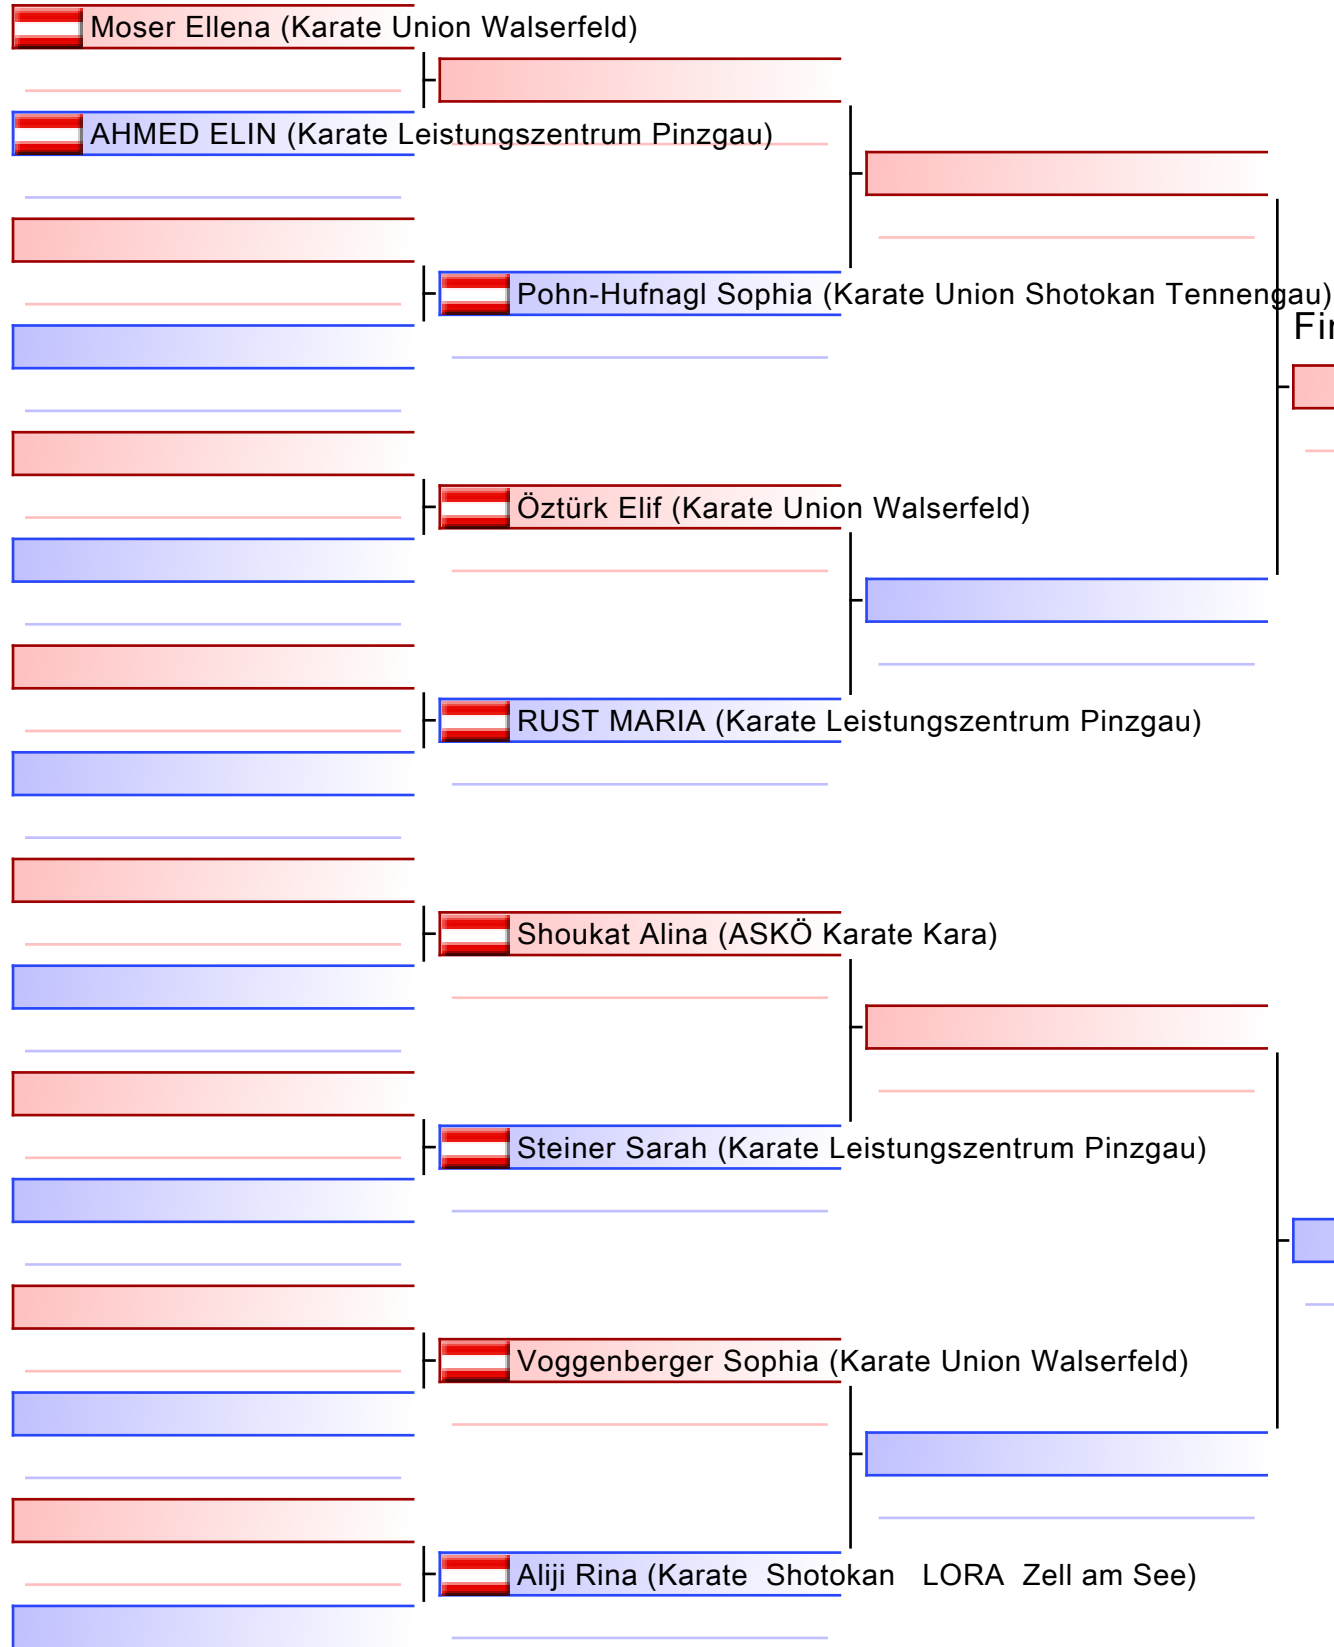 Moser Ellena (Karate Union Walserfeld)
AHMED ELIN (Karate Leistungszentrum Pinzgau)
Pohn-Hufnagl Sophia (Karate Union Shotokan Tennengau)
Öztürk Elif (Karate Union Walserfeld)
RUST MARIA (Karate Leistungszentrum Pinzgau)
Shoukat Alina (ASKÖ Karate Kara)
Steiner Sarah (Karate Leistungszentrum Pinzgau)
Voggenberger Sophia (Karate Union Walserfeld)
Aliji Rina (Karate Shotokan LORA Zell am See)